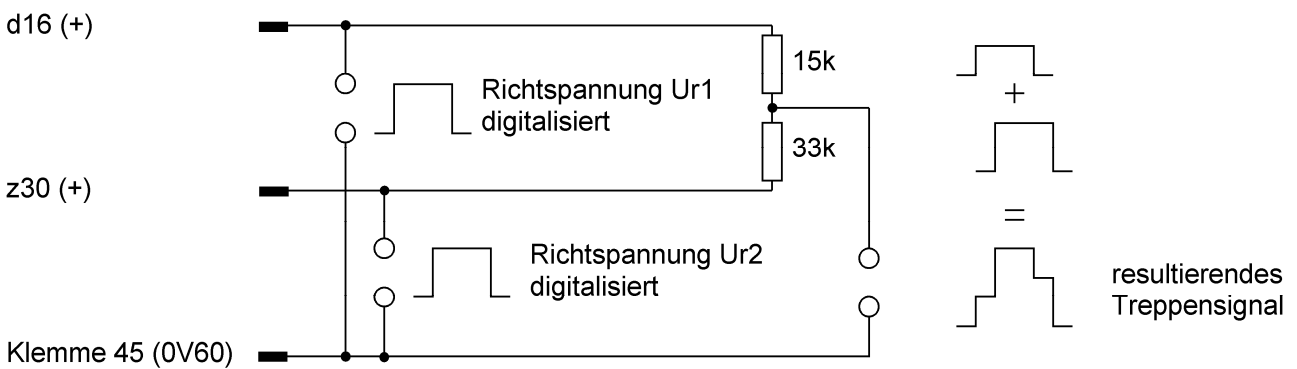 d16 (+)
15k
Richtspannung Ur1
digitalisiert
+
33k
z30 (+)
=
Richtspannung Ur2
digitalisiert
resultierendes
Treppensignal
Klemme 45 (0V60)